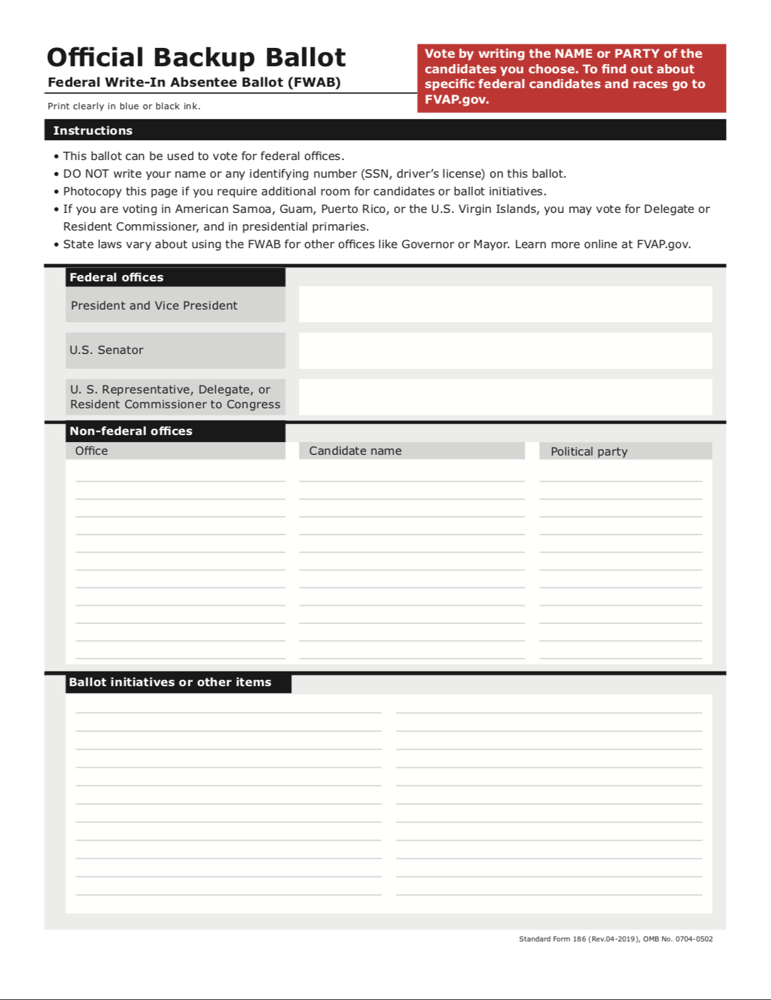 Official Backup Ballot
Federal Write-In Absentee Ballot (FWAB)
Print clearly in blue or black ink.
Vote by writing the NAME or PARTY of the
candidates you choose. To find out about
specific federal candidates and races go to
FVAP.gov.
Instructions
• This ballot can be used to vote for federal offices.
• DO NOT write your name or any identifying number (SSN, driver’s license) on this ballot.
• Photocopy this page if you require additional room for candidates or ballot initiatives.
• If you are voting in American Samoa, Guam, Puerto Rico, or the U.S. Virgin Islands, you may vote for Delegate or
Resident Commissioner, and in presidential primaries.
• State laws vary about using the FWAB for other offices like Governor or Mayor. Learn more online at FVAP.gov.
Federal offices
President and Vice President
U.S. Senator
U. S. Representative, Delegate, or
Resident Commissioner to Congress
Non-federal offices
Office
Candidate name
Political party
Ballot initiatives or other items
Standard Form 186 (Rev.04-2019), OMB No. 0704-0502